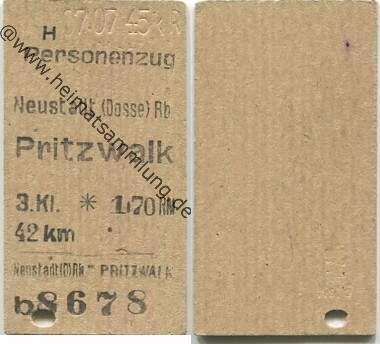 07.07 45
H
Personenzug
Neustadt (Dosse) Rb
Pritzwalk
3.Kl. * 1,70 RM
42 km
Neustadt(D)Rb - PRITZWALK
b8678
@www.heimatsammlung.de